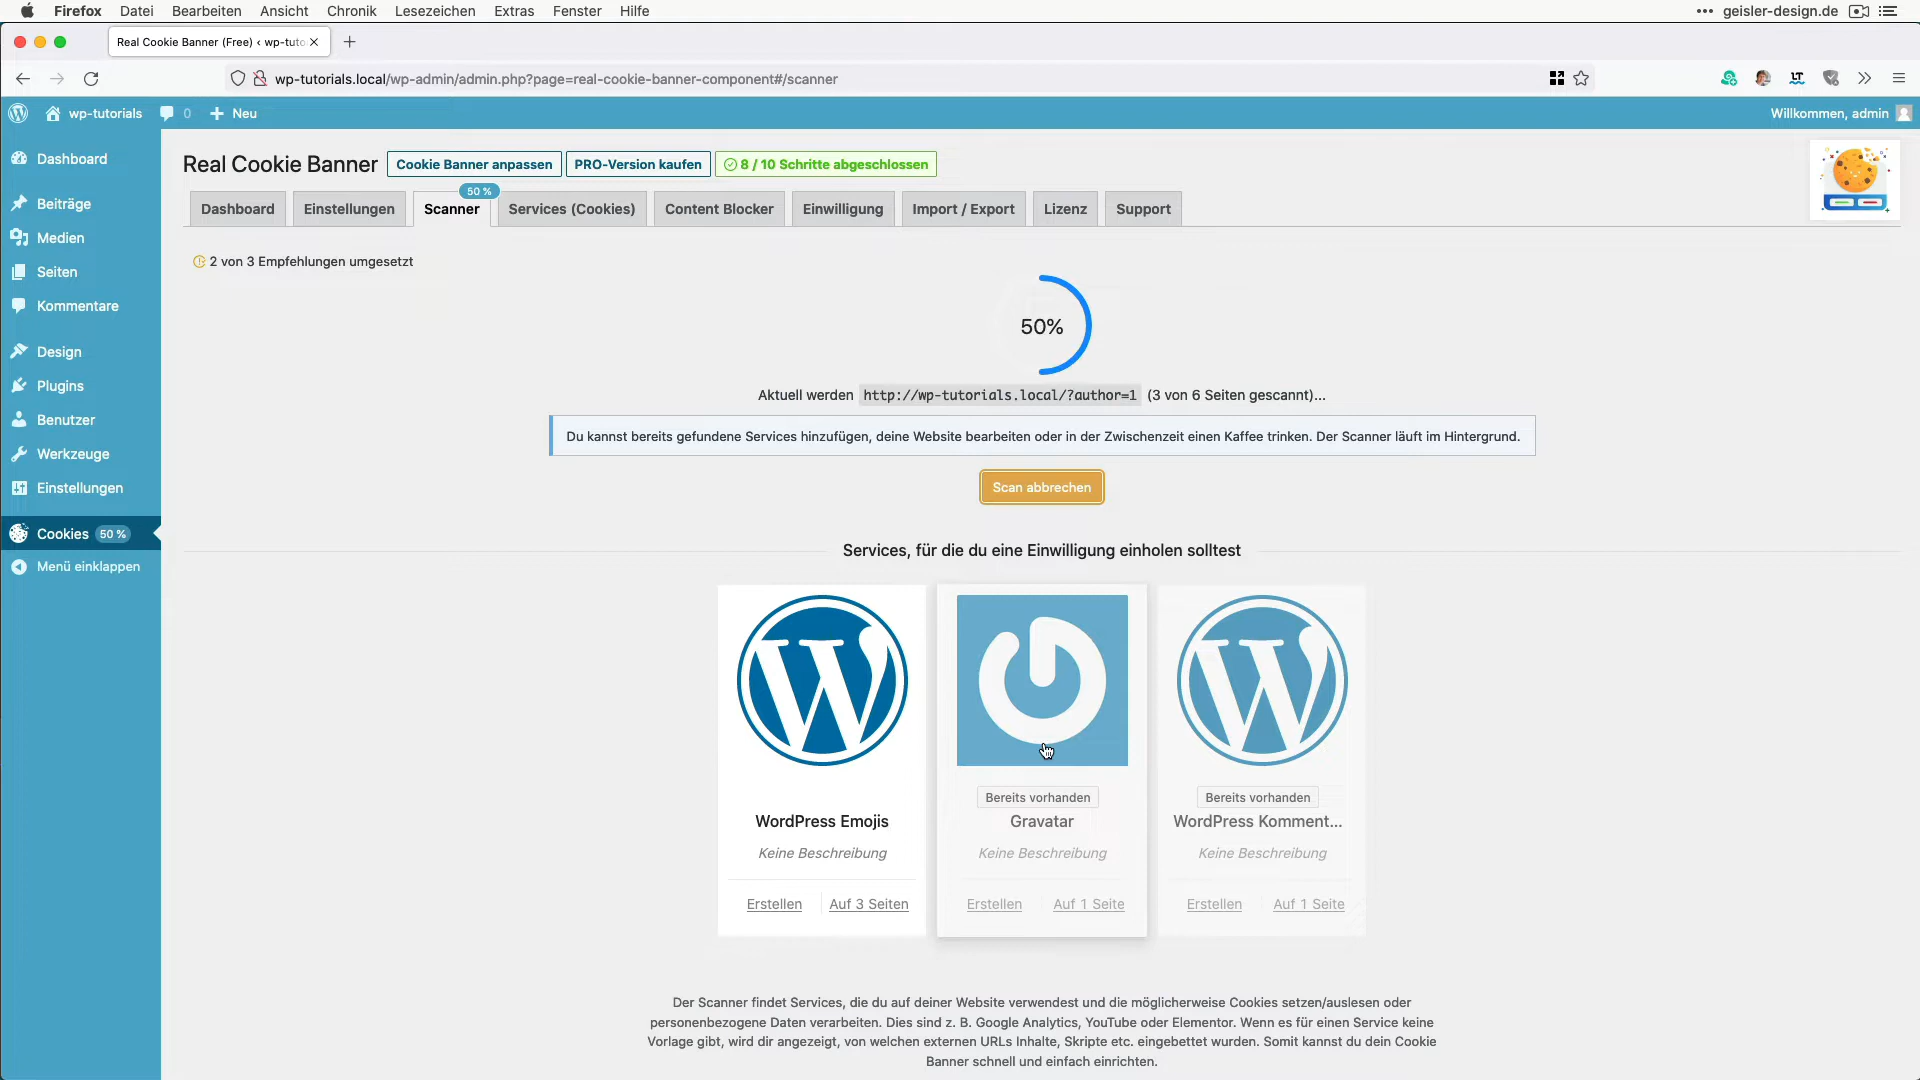 Firefox Datei Bearbeiten Ansicht Chronik Lesezeichen Extras Fenster Hilfe
geisler-design.de
Real Cookie Banner (Free) ‹ wp-tuto
wp-tutorials.local/wp-admin/admin.php?page=real-cookie-banner-component#/scanner
wp-tutorials 0 Neu
Willkommen, admin
Dashboard
Beiträge
Medien
Seiten
Kommentare
Design
Plugins
Benutzer
Werkzeuge
Einstellungen
Cookies 50 %
Menü einklappen
Real Cookie Banner Cookie Banner anpassen PRO-Version kaufen 8 / 10 Schritte abgeschlossen
50 %
Dashboard Einstellungen Scanner Services (Cookies) Content Blocker Einwilligung Import / Export Lizenz Support
2 von 3 Empfehlungen umgesetzt
50%
Aktuell werden http://wp-tutorials.local/?author=1 (3 von 6 Seiten gescannt)...
Du kannst bereits gefundene Services hinzufügen, deine Website bearbeiten oder in der Zwischenzeit einen Kaffee trinken. Der Scanner läuft im Hintergrund.
Scan abbrechen
Services, für die du eine Einwilligung einholen solltest
WordPress Emojis
Keine Beschreibung
Erstellen Auf 3 Seiten
Bereits vorhanden
Gravatar
Keine Beschreibung
Erstellen Auf 1 Seite
Bereits vorhanden
WordPress Komment...
Keine Beschreibung
Erstellen Auf 1 Seite
Der Scanner findet Services, die du auf deiner Website verwendest und die möglicherweise Cookies setzen/auslesen oder
personenbezogene Daten verarbeiten. Dies sind z. B. Google Analytics, YouTube oder Elementor. Wenn es für einen Service keine
Vorlage gibt, wird dir angezeigt, von welchen externen URLs Inhalte, Skripte etc. eingebettet wurden. Somit kannst du dein Cookie
Banner schnell und einfach einrichten.